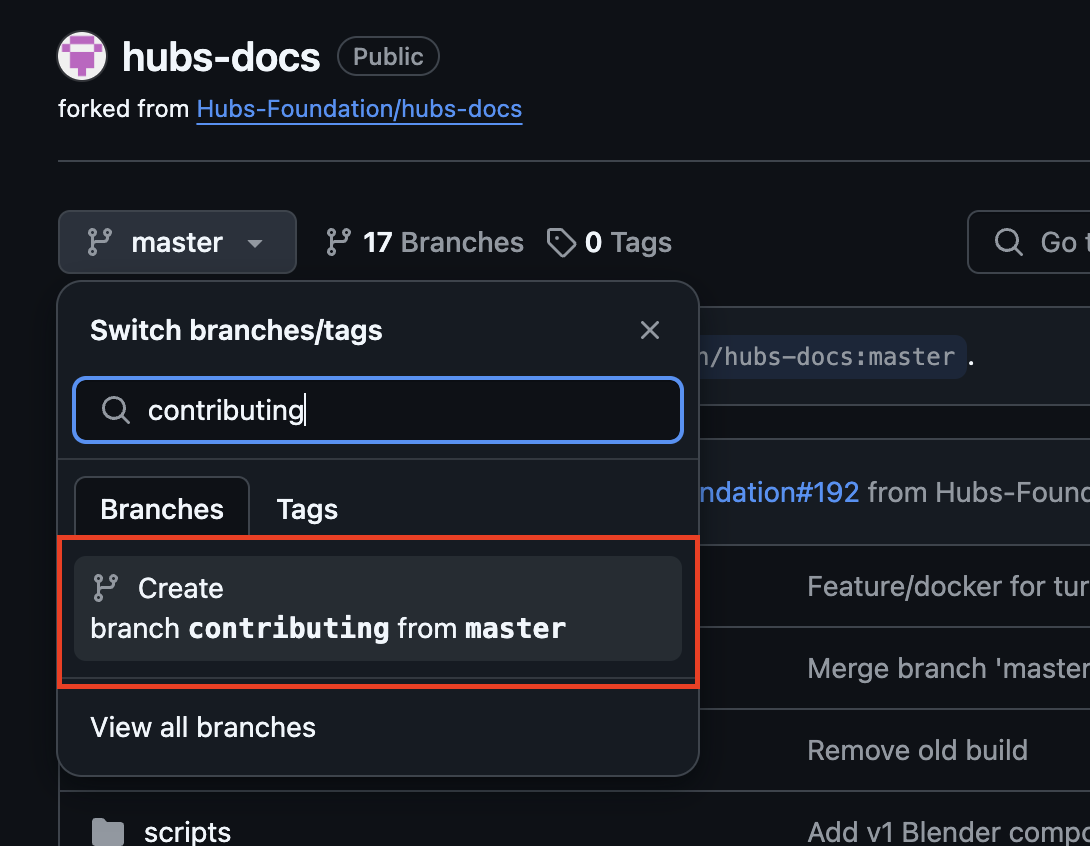 hubs-docs Public
forked from Hubs-Foundation/hubs-docs
master 17 Branches 0 Tags Go
Switch branches/tags
/hubs-docs:master.
contributing
ndation#192 from Hubs-Found
Branches Tags
Create
Feature/docker for tur
branch contributing from master
Merge branch 'master
View all branches
Remove old build
scripts Add v1 Blender compo